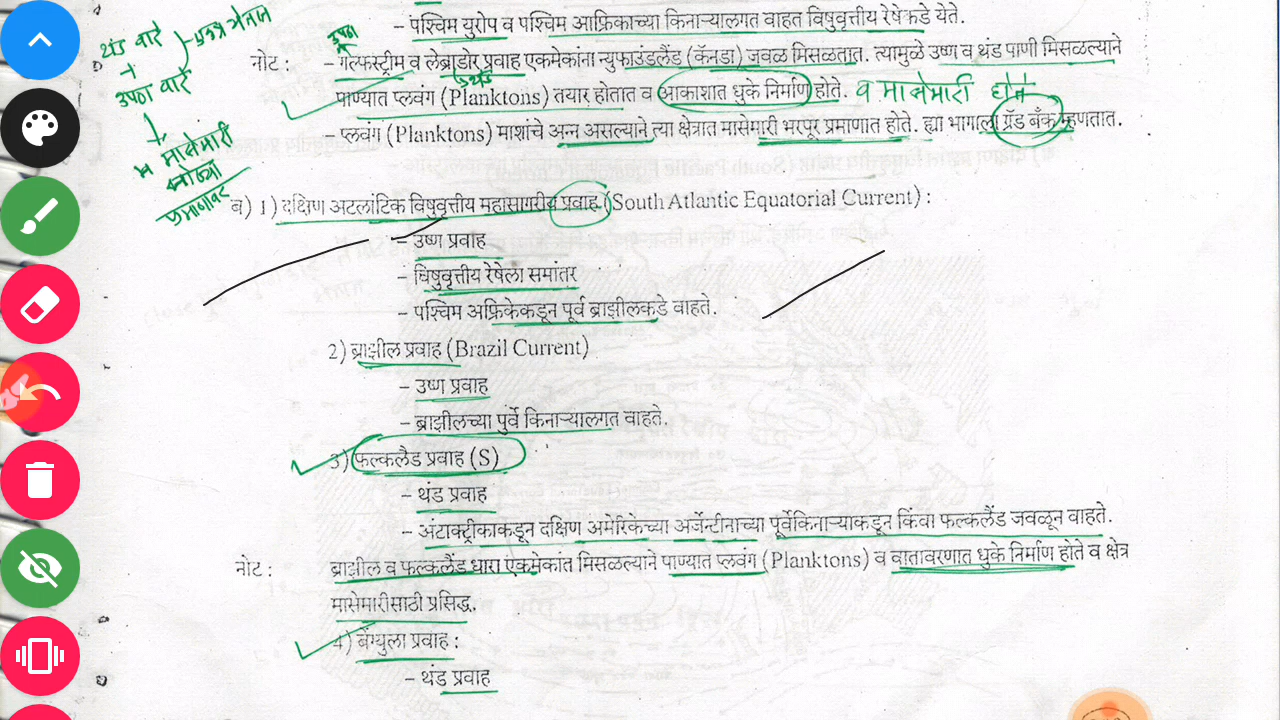 – पश्चिम युरोप व पश्चिम आफ्रिकाच्या किनाऱ्यालगत वाहत विषुवृत्तीय रेषेकडे येते.
थंड वारे
उष्ण वारे
मासेमारी
मोठ्या
प्रमाणावर
उष्ण
नोट : – गल्फस्ट्रीम व लेब्राडोर प्रवाह एकमेकांना न्युफाउंडलैंड (कॅनडा) जवळ मिसळतात. त्यामुळे उष्ण व थंड पाणी मिसळल्याने
थंड
पाण्यात प्लवंग (Planktons) तयार होतात व आकाशात धुके निर्माण होते. व मासेमारी होते
– प्लवंग (Planktons) माशांचे अन्न असल्याने त्या क्षेत्रात मासेमारी भरपूर प्रमाणात होते. ह्या भागाला ग्रँड बँक म्हणतात.
ब) 1) दक्षिण अटलांटिक विषुवृत्तीय महासागरीय प्रवाह (South Atlantic Equatorial Current) :
– उष्ण प्रवाह
– विषुवृत्तीय रेषेला समांतर
– पश्चिम अफ्रिकेकडून पूर्व ब्राझीलकडे वाहते.
2) ब्राझील प्रवाह (Brazil Current)
– उष्ण प्रवाह
– ब्राझीलच्या पुर्वे किनाऱ्यालगत वाहते.
3) फल्कलैड प्रवाह (S)
– थंड प्रवाह
– अंटाक्ट्रीकाकडून दक्षिण अमेरिकेच्या अर्जेन्टीनाच्या पूर्वेकिनाऱ्याकडून किंवा फल्कलैंड जवळून वाहते.
नोट : ब्राझील व फल्कलैंड धारा एकमेकांत मिसळल्याने पाण्यात प्लवंग (Planktons) व वातावरणात धुके निर्माण होते व क्षेत्र
मासेमारीसाठी प्रसिद्ध.
4) बेंग्युला प्रवाह :
– थंड प्रवाह